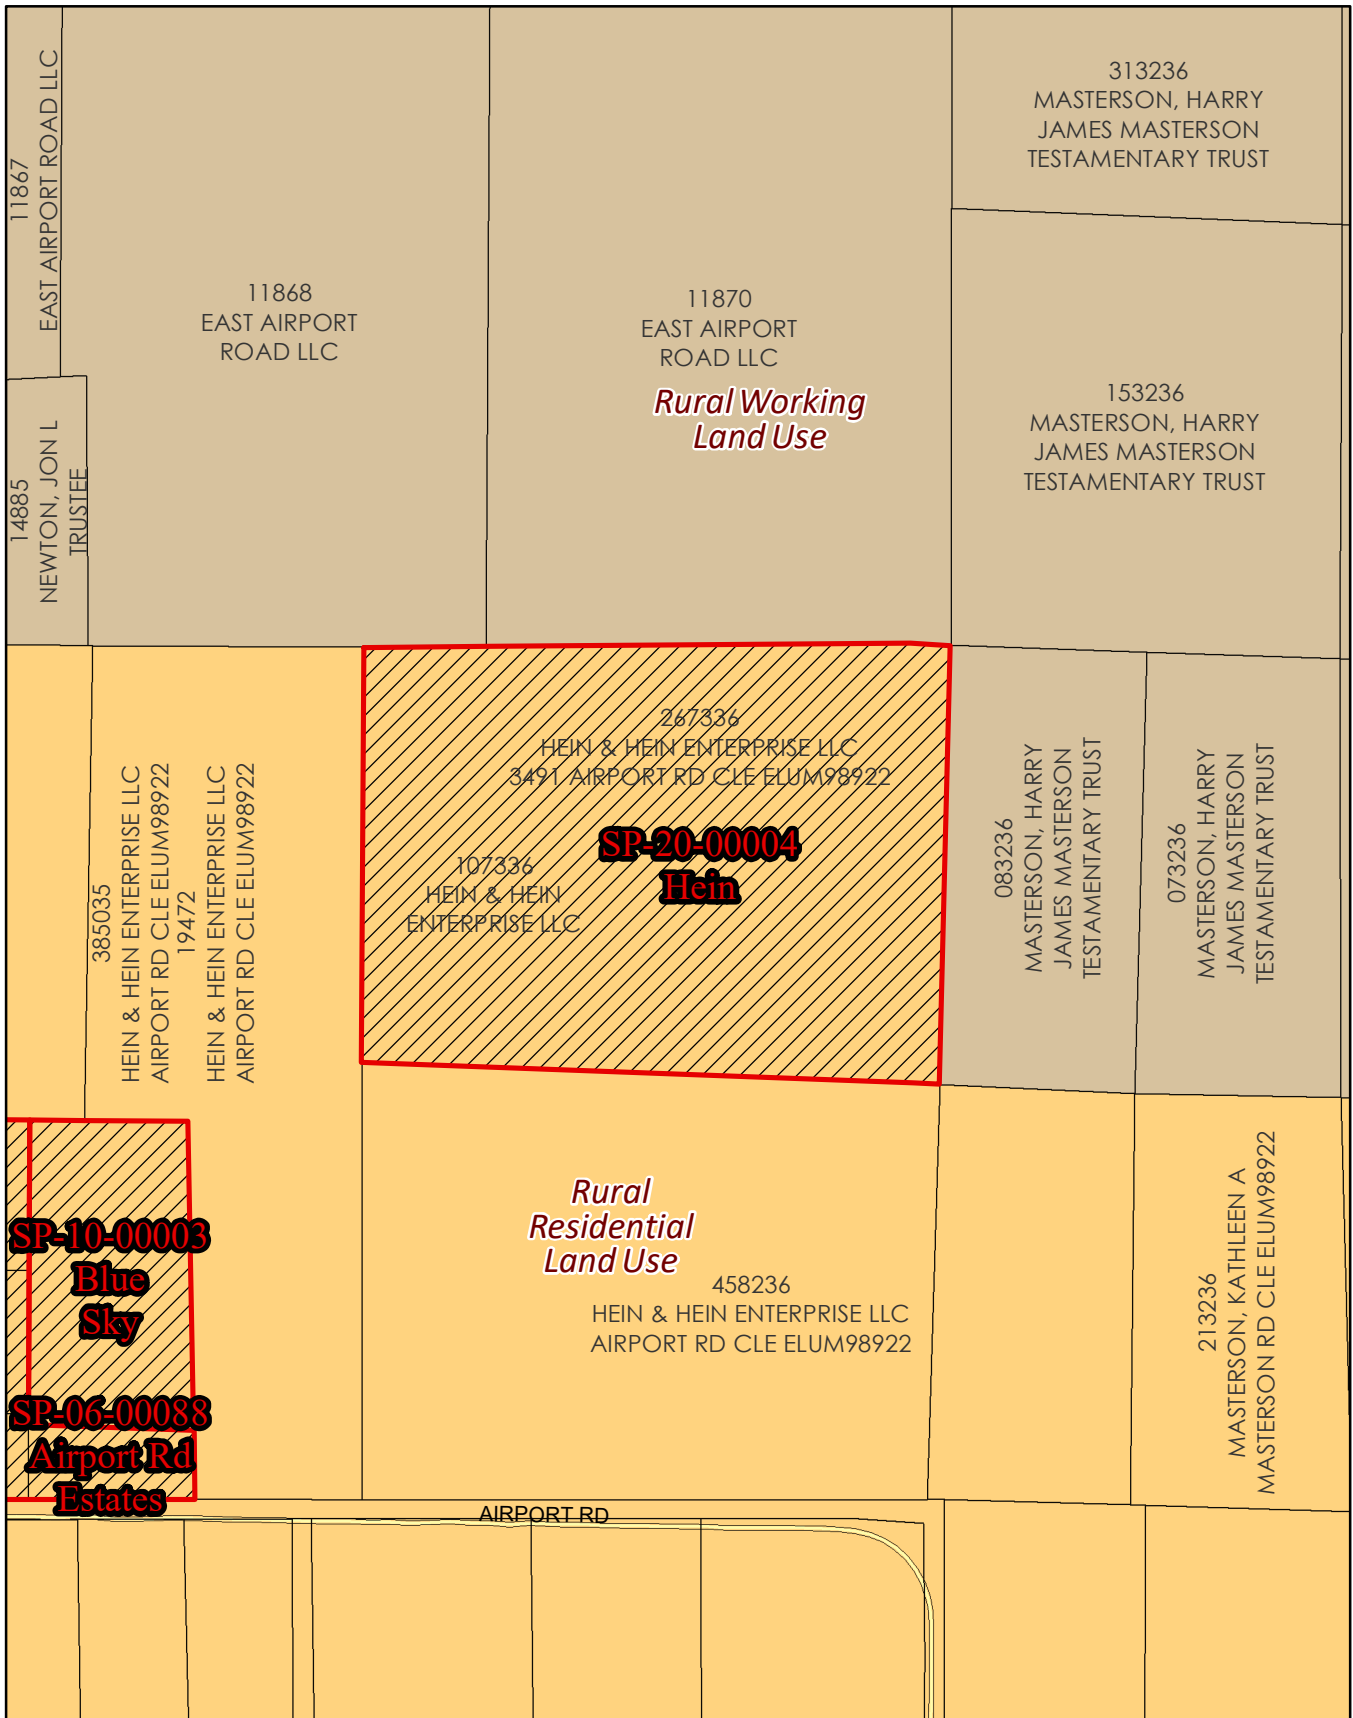 11867
EAST AIRPORT ROAD LLC
11868
EAST AIRPORT
ROAD LLC
11870
EAST AIRPORT
ROAD LLC
313236
MASTERSON, HARRY
JAMES MASTERSON
TESTAMENTARY TRUST
Rural Working
Land Use
153236
MASTERSON, HARRY
JAMES MASTERSON
TESTAMENTARY TRUST
14885
NEWTON, JON L
TRUSTEE
385035
HEIN & HEIN ENTERPRISE LLC
AIRPORT RD CLE ELUM98922
19472
HEIN & HEIN ENTERPRISE LLC
AIRPORT RD CLE ELUM98922
267336
HEIN & HEIN ENTERPRISE LLC
3491 AIRPORT RD CLE ELUM98922
SP-20-00004
Hein
107336
HEIN & HEIN
ENTERPRISE LLC
083236
MASTERSON, HARRY
JAMES MASTERSON
TESTAMENTARY TRUST
073236
MASTERSON, HARRY
JAMES MASTERSON
TESTAMENTARY TRUST
SP-10-00003
Blue
Sky
Rural
Residential
Land Use
458236
HEIN & HEIN ENTERPRISE LLC
AIRPORT RD CLE ELUM98922
213236
MASTERSON, KATHLEEN A
MASTERSON RD CLE ELUM98922
SP-06-00088
Airport Rd
Estates
AIRPORT RD